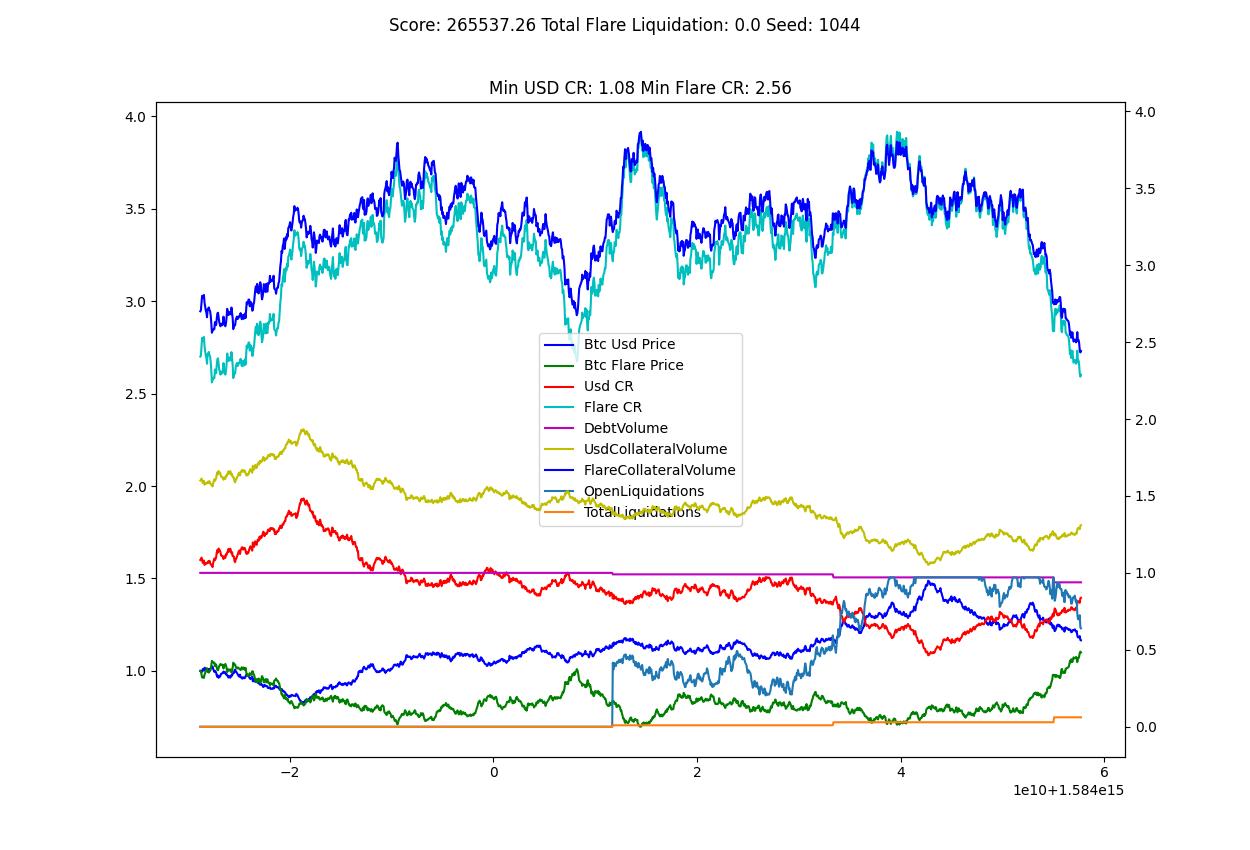 Score: 265537.26 Total Flare Liquidation: 0.0 Seed: 1044
Min USD CR: 1.08 Min Flare CR: 2.56
4.0
3.5
3.0
2.5
2.0
1.5
1.0
4.0
3.5
3.0
2.5
2.0
1.5
1.0
0.5
0.0
Btc Usd Price
Btc Flare Price
Usd CR
Flare CR
DebtVolume
UsdCollateralVolume
FlareCollateralVolume
OpenLiquidations
TotalLiquidations
−2 0 2 4 6
1e10+1.584e15